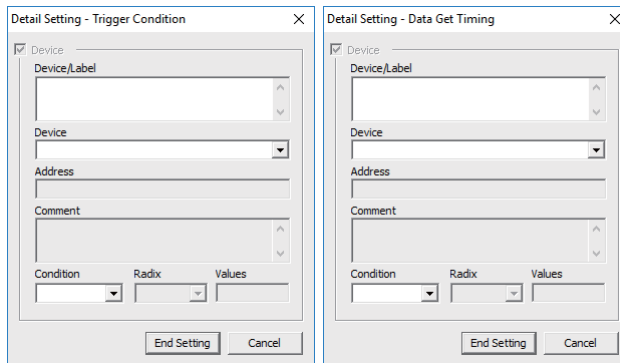 Detail Setting - Trigger Condition
Device
Device/Label
Device
Address
Comment
Condition Radix Values
End Setting Cancel
Detail Setting - Data Get Timing
Device
Device/Label
Device
Address
Comment
Condition Radix Values
End Setting Cancel